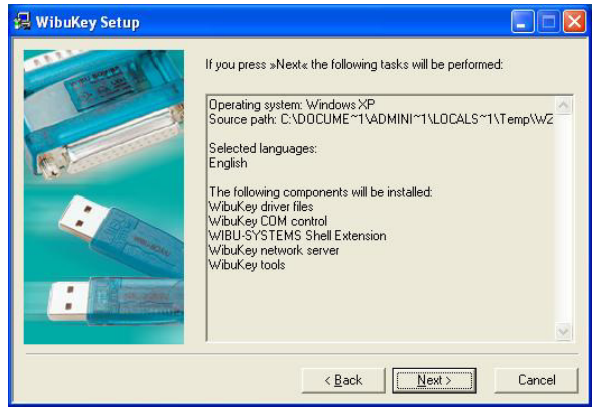 WibuKey Setup
If you press »Next« the following tasks will be performed:
Operating system: Windows XP
Source path: C:\DOCUME~1\ADMINI~1\LOCALS~1\Temp\WZ
Selected languages:
English
The following components will be installed:
WibuKey driver files
WibuKey COM control
WIBU-SYSTEMS Shell Extension
WibuKey network server
WibuKey tools
< Back
Next >
Cancel